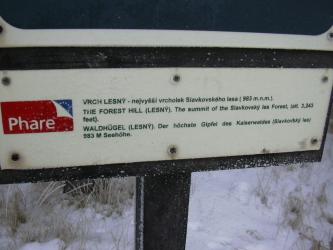 Phare
VRCH LESNÝ - nejvyšší vrcholek Slavkovského lesa ( 983 m.n.m.).
THE FOREST HILL (LESNÝ). The summit of the Slavkovský les Forest, (alt. 3,243
feet).
WALDHÜGEL (LESNÝ). Der höchste Gipfel des Kaiserwaldes (Slavkovský les)
983 M Seehöhe.